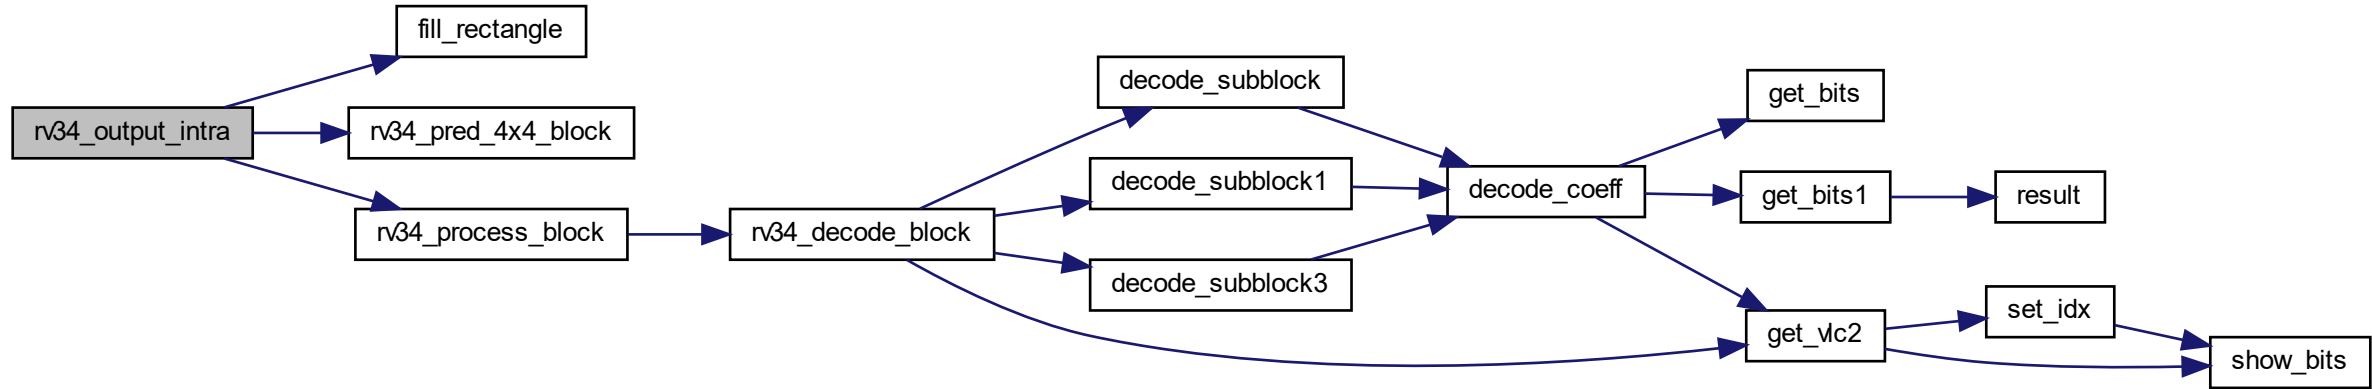 rv34_output_intra
fill_rectangle
rv34_pred_4x4_block
rv34_process_block
rv34_decode_block
decode_subblock
decode_subblock1
decode_subblock3
decode_coeff
get_bits
get_bits1
result
get_vlc2
set_idx
show_bits